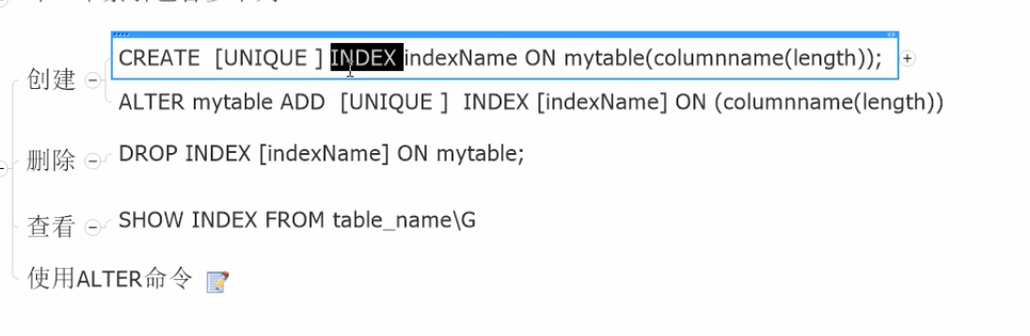 创建
CREATE [UNIQUE ] INDEX indexName ON mytable(columnname(length));
ALTER mytable ADD [UNIQUE ] INDEX [indexName] ON (columnname(length))
删除
DROP INDEX [indexName] ON mytable;
查看
SHOW INDEX FROM table_name\G
使用ALTER命令